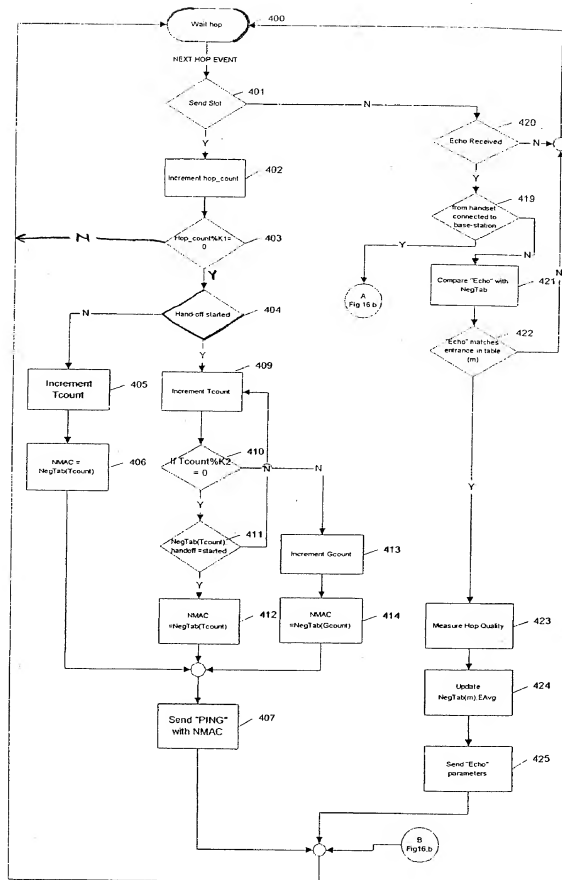 Wait hop
400
NEXT HOP EVENT
Send Slot
401
N
Y
Echo Received
420
N
Y
Increment hop_count
402
from handset
connected to
base-station
419
Hop_count%K1=
0
403
N
Y
Y
N
A
Fig 16.b
Compare "Echo" with
NegTab
421
Hand-off started
404
N
Y
"Echo" matches
entrance in table
(m)
422
N
Y
Increment
Tcount
405
409
Increment Tcount
NMAC =
NegTab(Tcount)
406
If Tcount%K2
= 0
410
N
N
Y
NegTab(Tcount)
handoff =started
411
Y
Increment Gcount
413
NMAC
=NegTab(Tcount)
412
NMAC
=NegTab(Gcount)
414
Measure Hop Quality
423
Update
NegTab(m).EAvg
424
Send "PING"
with NMAC
407
Send "Echo"
parameters
425
B
Fig16.b